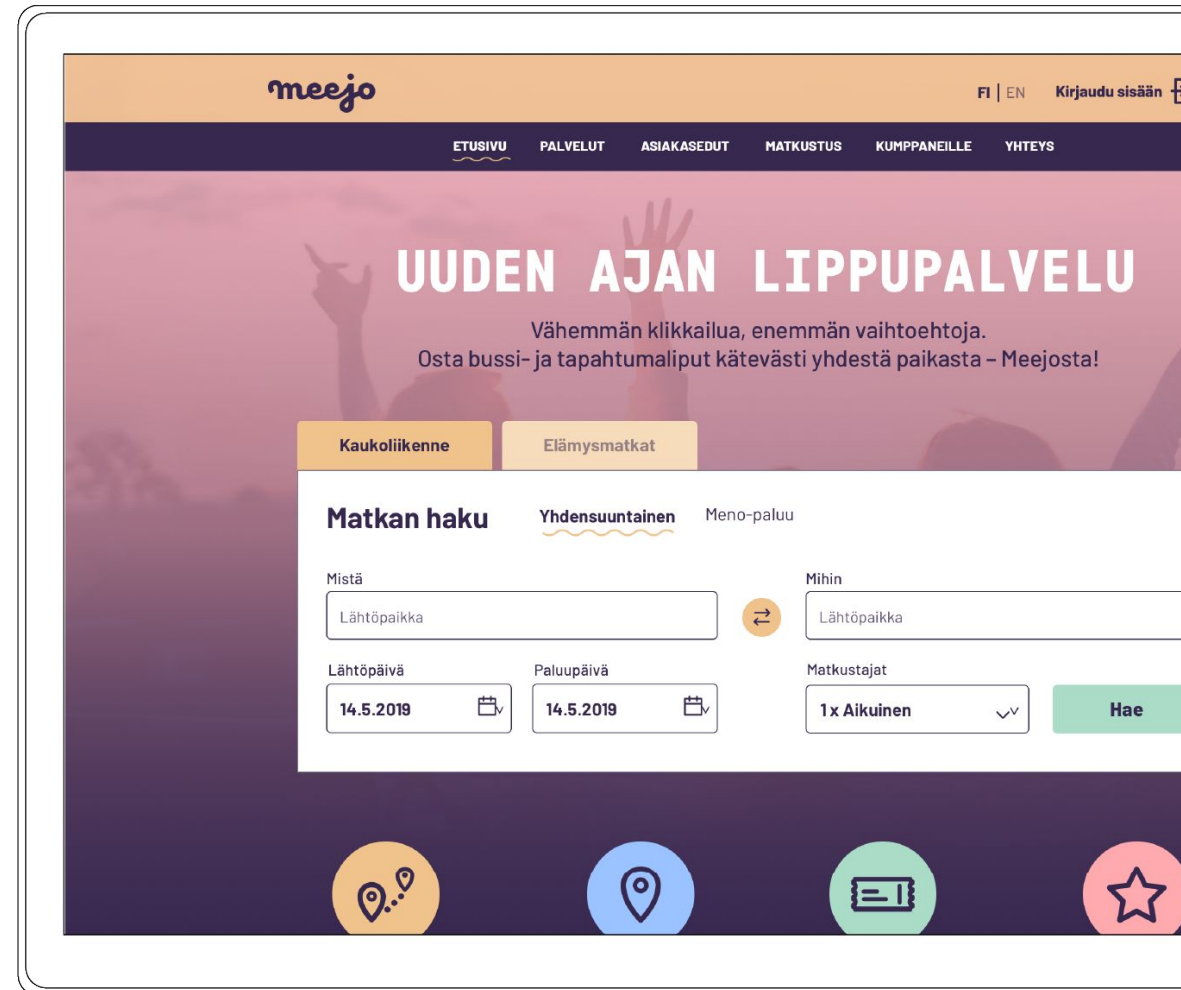 meejo
FI | EN Kirjaudu sisään
ETUSIVU PALVELUT ASIAKASEDUT MATKUSTUS KUMPPANEILLE YHTEYS
UUDEN AJAN LIPPUPALVELU
Vähemmän klikkailua, enemmän vaihtoehtoja.
Osta bussi- ja tapahtumaliput kätevästi yhdestä paikasta – Meejosta!
Kaukoliikenne Elämysmatkat
Matkan haku Yhdensuuntainen Meno-paluu
Mistä Mihin
Lähtöpaikka Lähtöpaikka
Lähtöpäivä Paluupäivä Matkustajat
14.5.2019 14.5.2019 1 x Aikuinen Hae